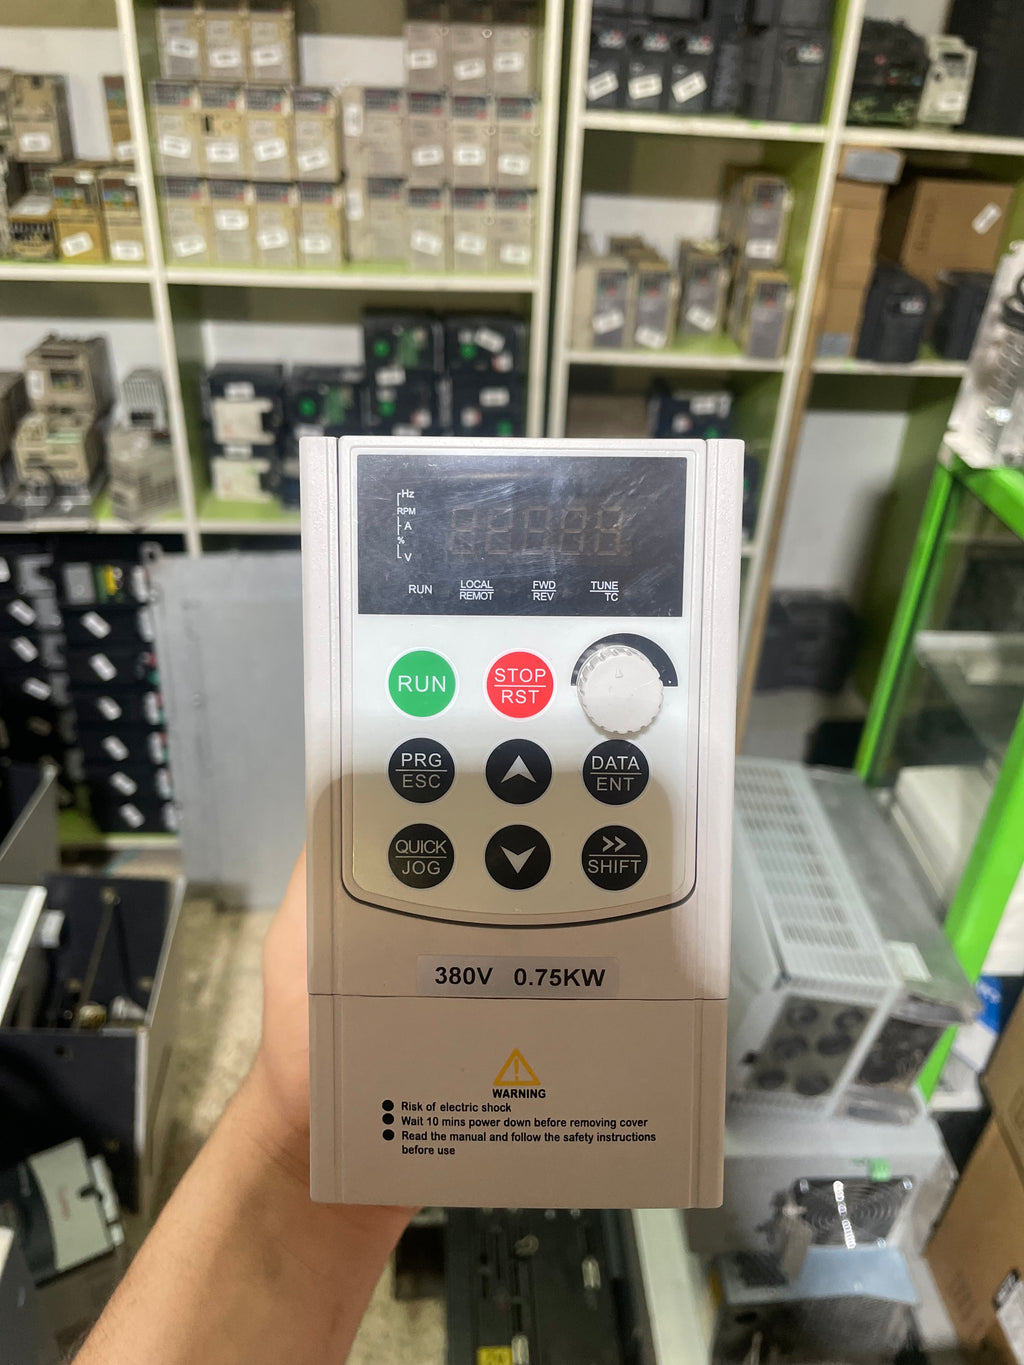 Hz
RPM
A
%
V
RUN
LOCAL
REMOT
FWD
REV
TUNE
TC
RUN
STOP
RST
PRG
ESC
DATA
ENT
QUICK
JOG
>>
SHIFT
380V 0.75KW
WARNING
Risk of electric shock
Wait 10 mins power down before removing cover
Read the manual and follow the safety instructions
before use